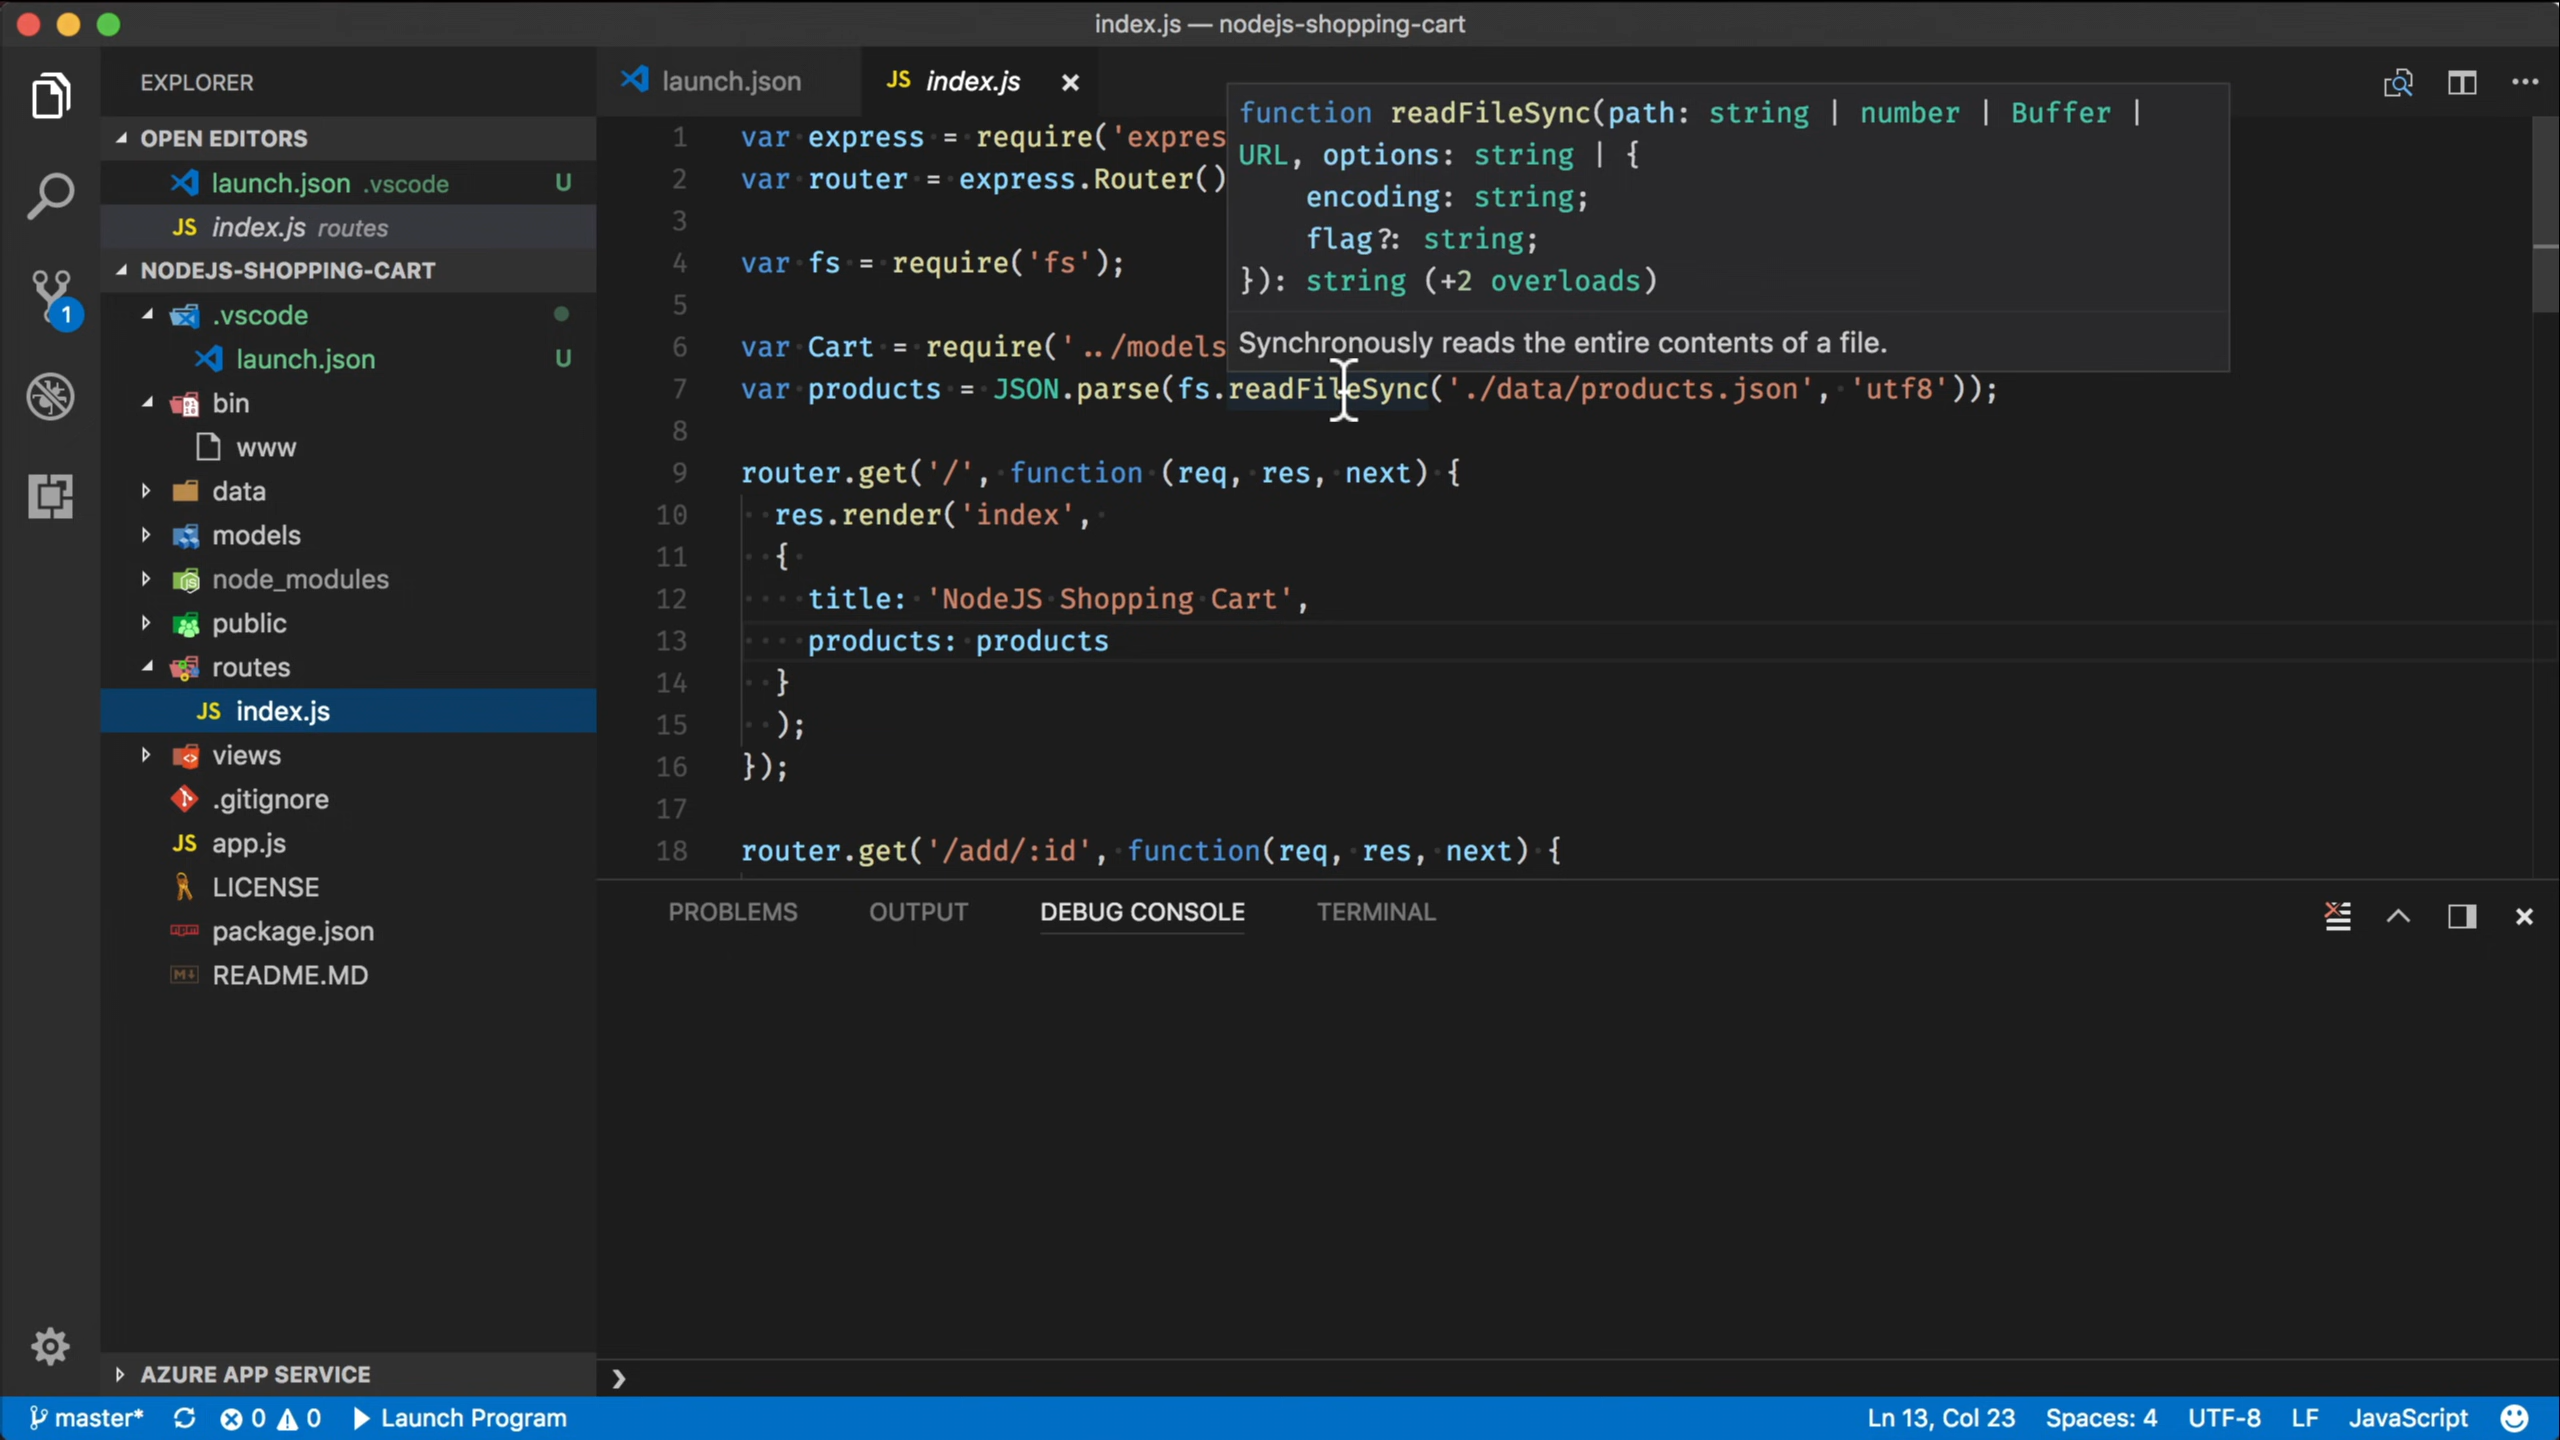 index.js — nodejs-shopping-cart
EXPLORER
OPEN EDITORS
launch.json .vscode U
index.js routes
NODEJS-SHOPPING-CART
.vscode
launch.json U
bin
www
data
models
node_modules
public
routes
JS index.js
views
.gitignore
JS app.js
LICENSE
package.json
README.MD
AZURE APP SERVICE
launch.json
JS index.js
1 var express = require('expres
2 var router = express.Router()
3
4 var fs = require('fs');
5
6 var Cart = require('../models
7 var products = JSON.parse(fs.readFileSync('./data/products.json', 'utf8'));
8
9 router.get('/', function (req, res, next) {
10 res.render('index',
11 {
12 title: 'NodeJS Shopping Cart',
13 products: products
14 }
15 );
16 });
17
18 router.get('/add/:id', function(req, res, next) {
function readFileSync(path: string | number | Buffer |
URL, options: string | {
encoding: string;
flag?: string;
}): string (+2 overloads)
Synchronously reads the entire contents of a file.
PROBLEMS OUTPUT DEBUG CONSOLE TERMINAL
master* 0 0 Launch Program Ln 13, Col 23 Spaces: 4 UTF-8 LF JavaScript